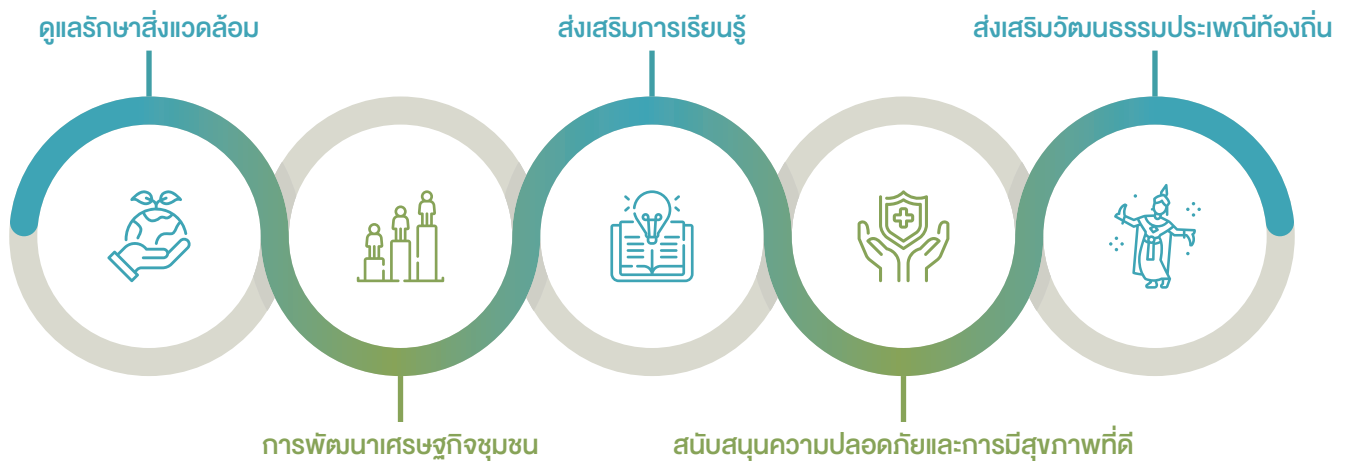 ดูแลรักษาสิ่งแวดล้อม
ส่งเสริมการเรียนรู้
ส่งเสริมวัฒนธรรมประเพณีท้องถิ่น
การพัฒนาเศรษฐกิจชุมชน
สนับสนุนความปลอดภัยและการมีสุขภาพที่ดี